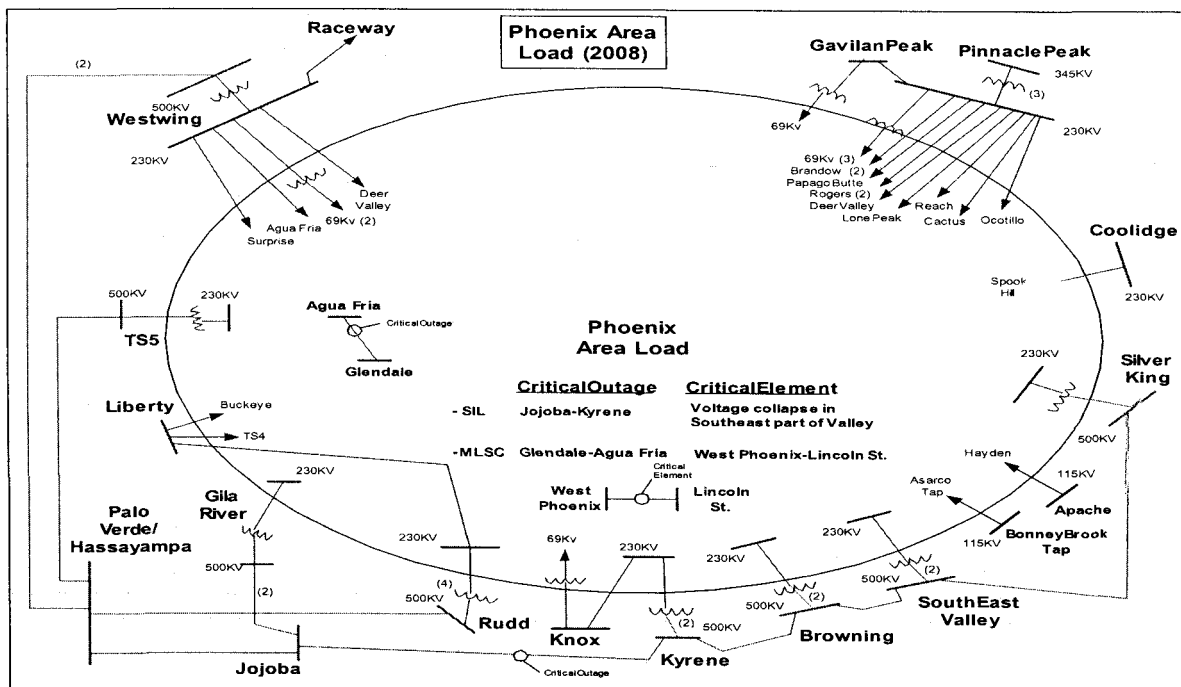 Phoenix Area
Load (2008)
Raceway
(2)
500KV
Westwing
230KV
Deer
Valley
69Kv (2)
Agua Fria
Surprise
GavilanPeak
PinnaclePeak
345KV
(3)
69Kv
230KV
69Kv (3)
Brandow (2)
Papago Butte
Rogers (2)
Deer Valley
Lone Peak
Reach
Cactus
Ocotillo
Coolidge
Spook
Hill
230KV
500KV
230KV
TS5
Agua Fria
CriticalOutage
Glendale
Phoenix
Area Load
230KV
Silver
King
500KV
CriticalOutage
CriticalElement
- SIL
Jojoba-Kyrene
Voltage collapse in
Southeast part of Valley
-MLSC
Glendale-Agua Fria
West Phoenix-Lincoln St.
Critical
Element
West
Phoenix
Lincoln
St.
Liberty
Buckeye
TS4
Hayden
115KV
Apache
Asarco
Tap
BonneyBrook
Tap
115KV
Gila
River
230KV
500KV
(2)
Palo
Verde/
Hassayampa
230KV
(4)
500KV
Rudd
69Kv
Knox
230KV
(2)
500KV
Kyrene
230KV
(2)
500KV
Browning
230KV
(2)
500KV
SouthEast
Valley
Jojoba
CriticalOutage